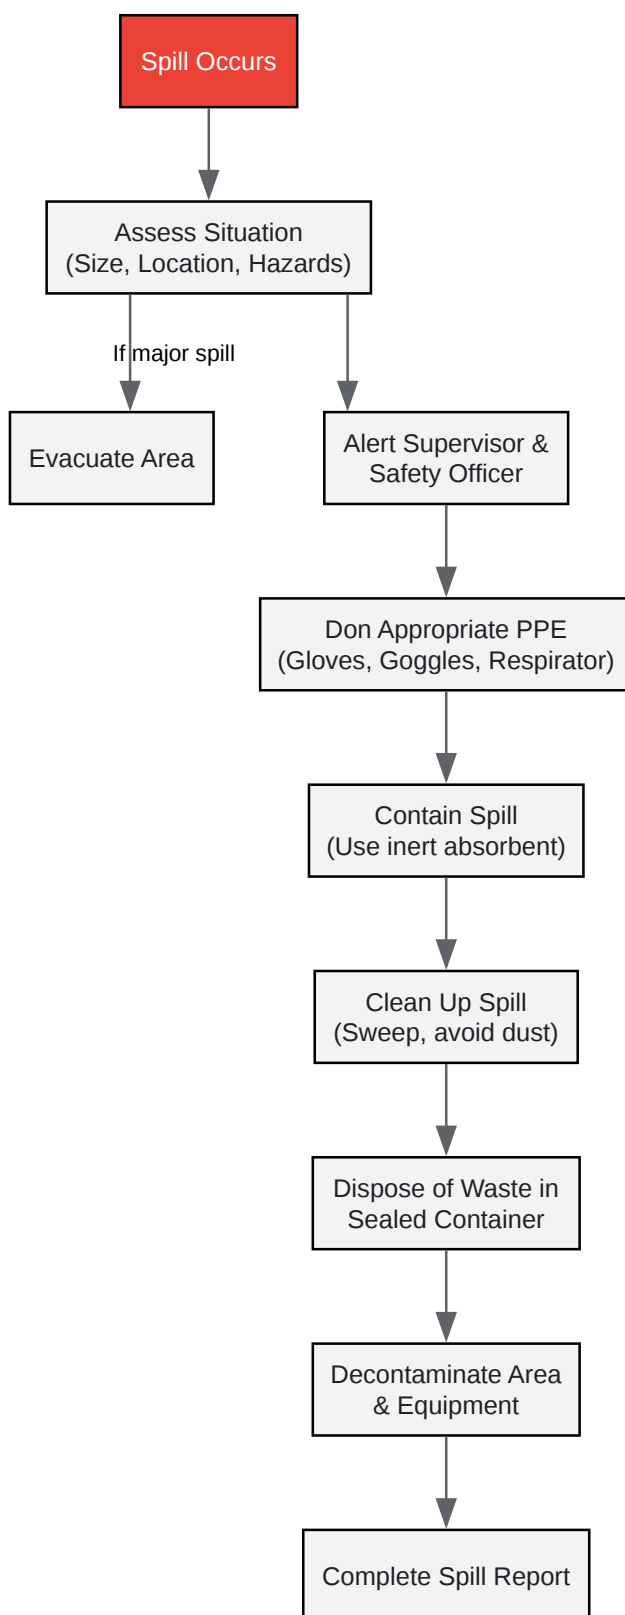 Spill Occurs
Assess Situation
(Size, Location, Hazards)
If major spill
Evacuate Area
Alert Supervisor &
Safety Officer
Don Appropriate PPE
(Gloves, Goggles, Respirator)
Contain Spill
(Use inert absorbent)
Clean Up Spill
(Sweep, avoid dust)
Dispose of Waste in
Sealed Container
Decontaminate Area
& Equipment
Complete Spill Report